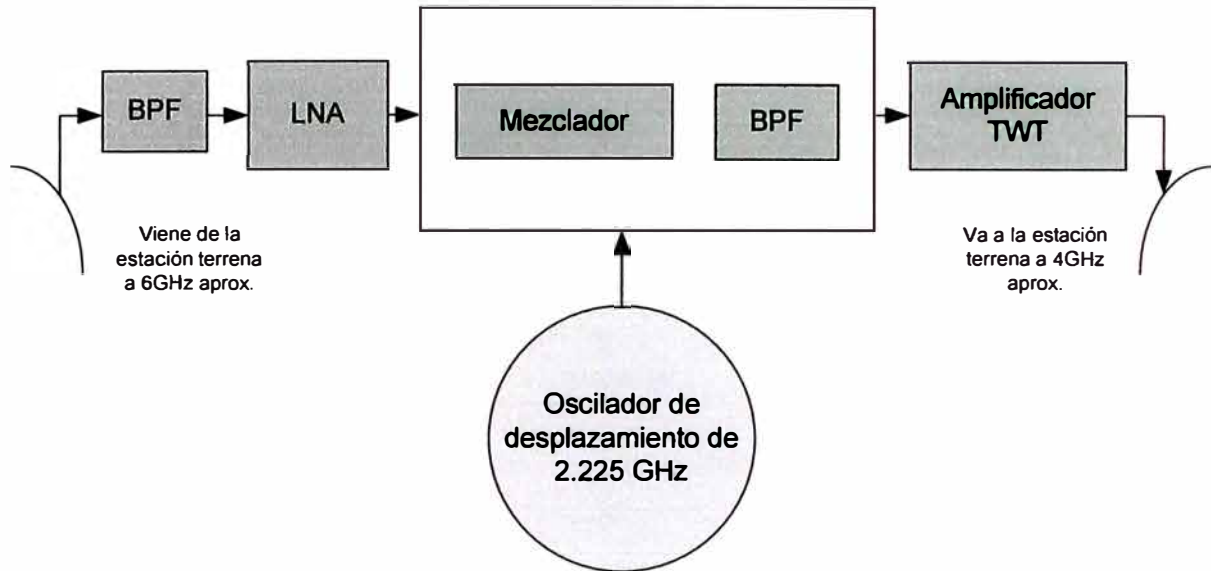 BPF
LNA
Mezclador
BPF
Amplificador
TWT
Viene de la
estación terrena
a 6GHz aprox.
Va a la estación
terrena a 4GHz
aprox.
Oscilador de
desplazamiento de
2.225 GHz